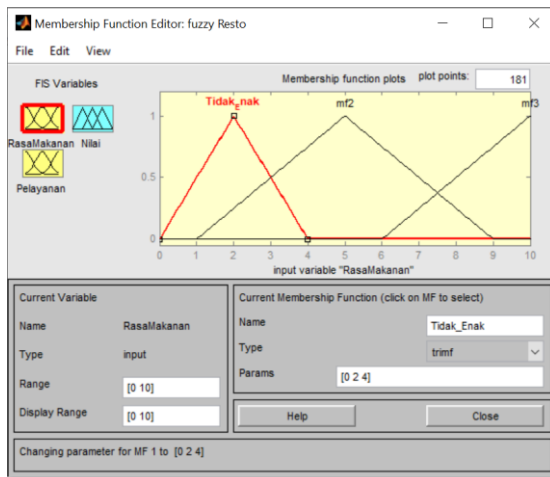 Membership Function Editor: fuzzy Resto
File Edit View
FIS Variables
RasaMakanan Nilai
Pelayanan
Membership function plots plot points: 181
Tidak_Enak mf2 mf3
1
0.5
0
0 1 2 3 4 5 6 7 8 9 10
input variable "RasaMakanan"
Current Variable
Name RasaMakanan
Type input
Range [0 10]
Display Range [0 10]
Current Membership Function (click on MF to select)
Name Tidak_Enak
Type trimf
Params [0 2 4]
Help Close
Changing parameter for MF 1 to [0 2 4]